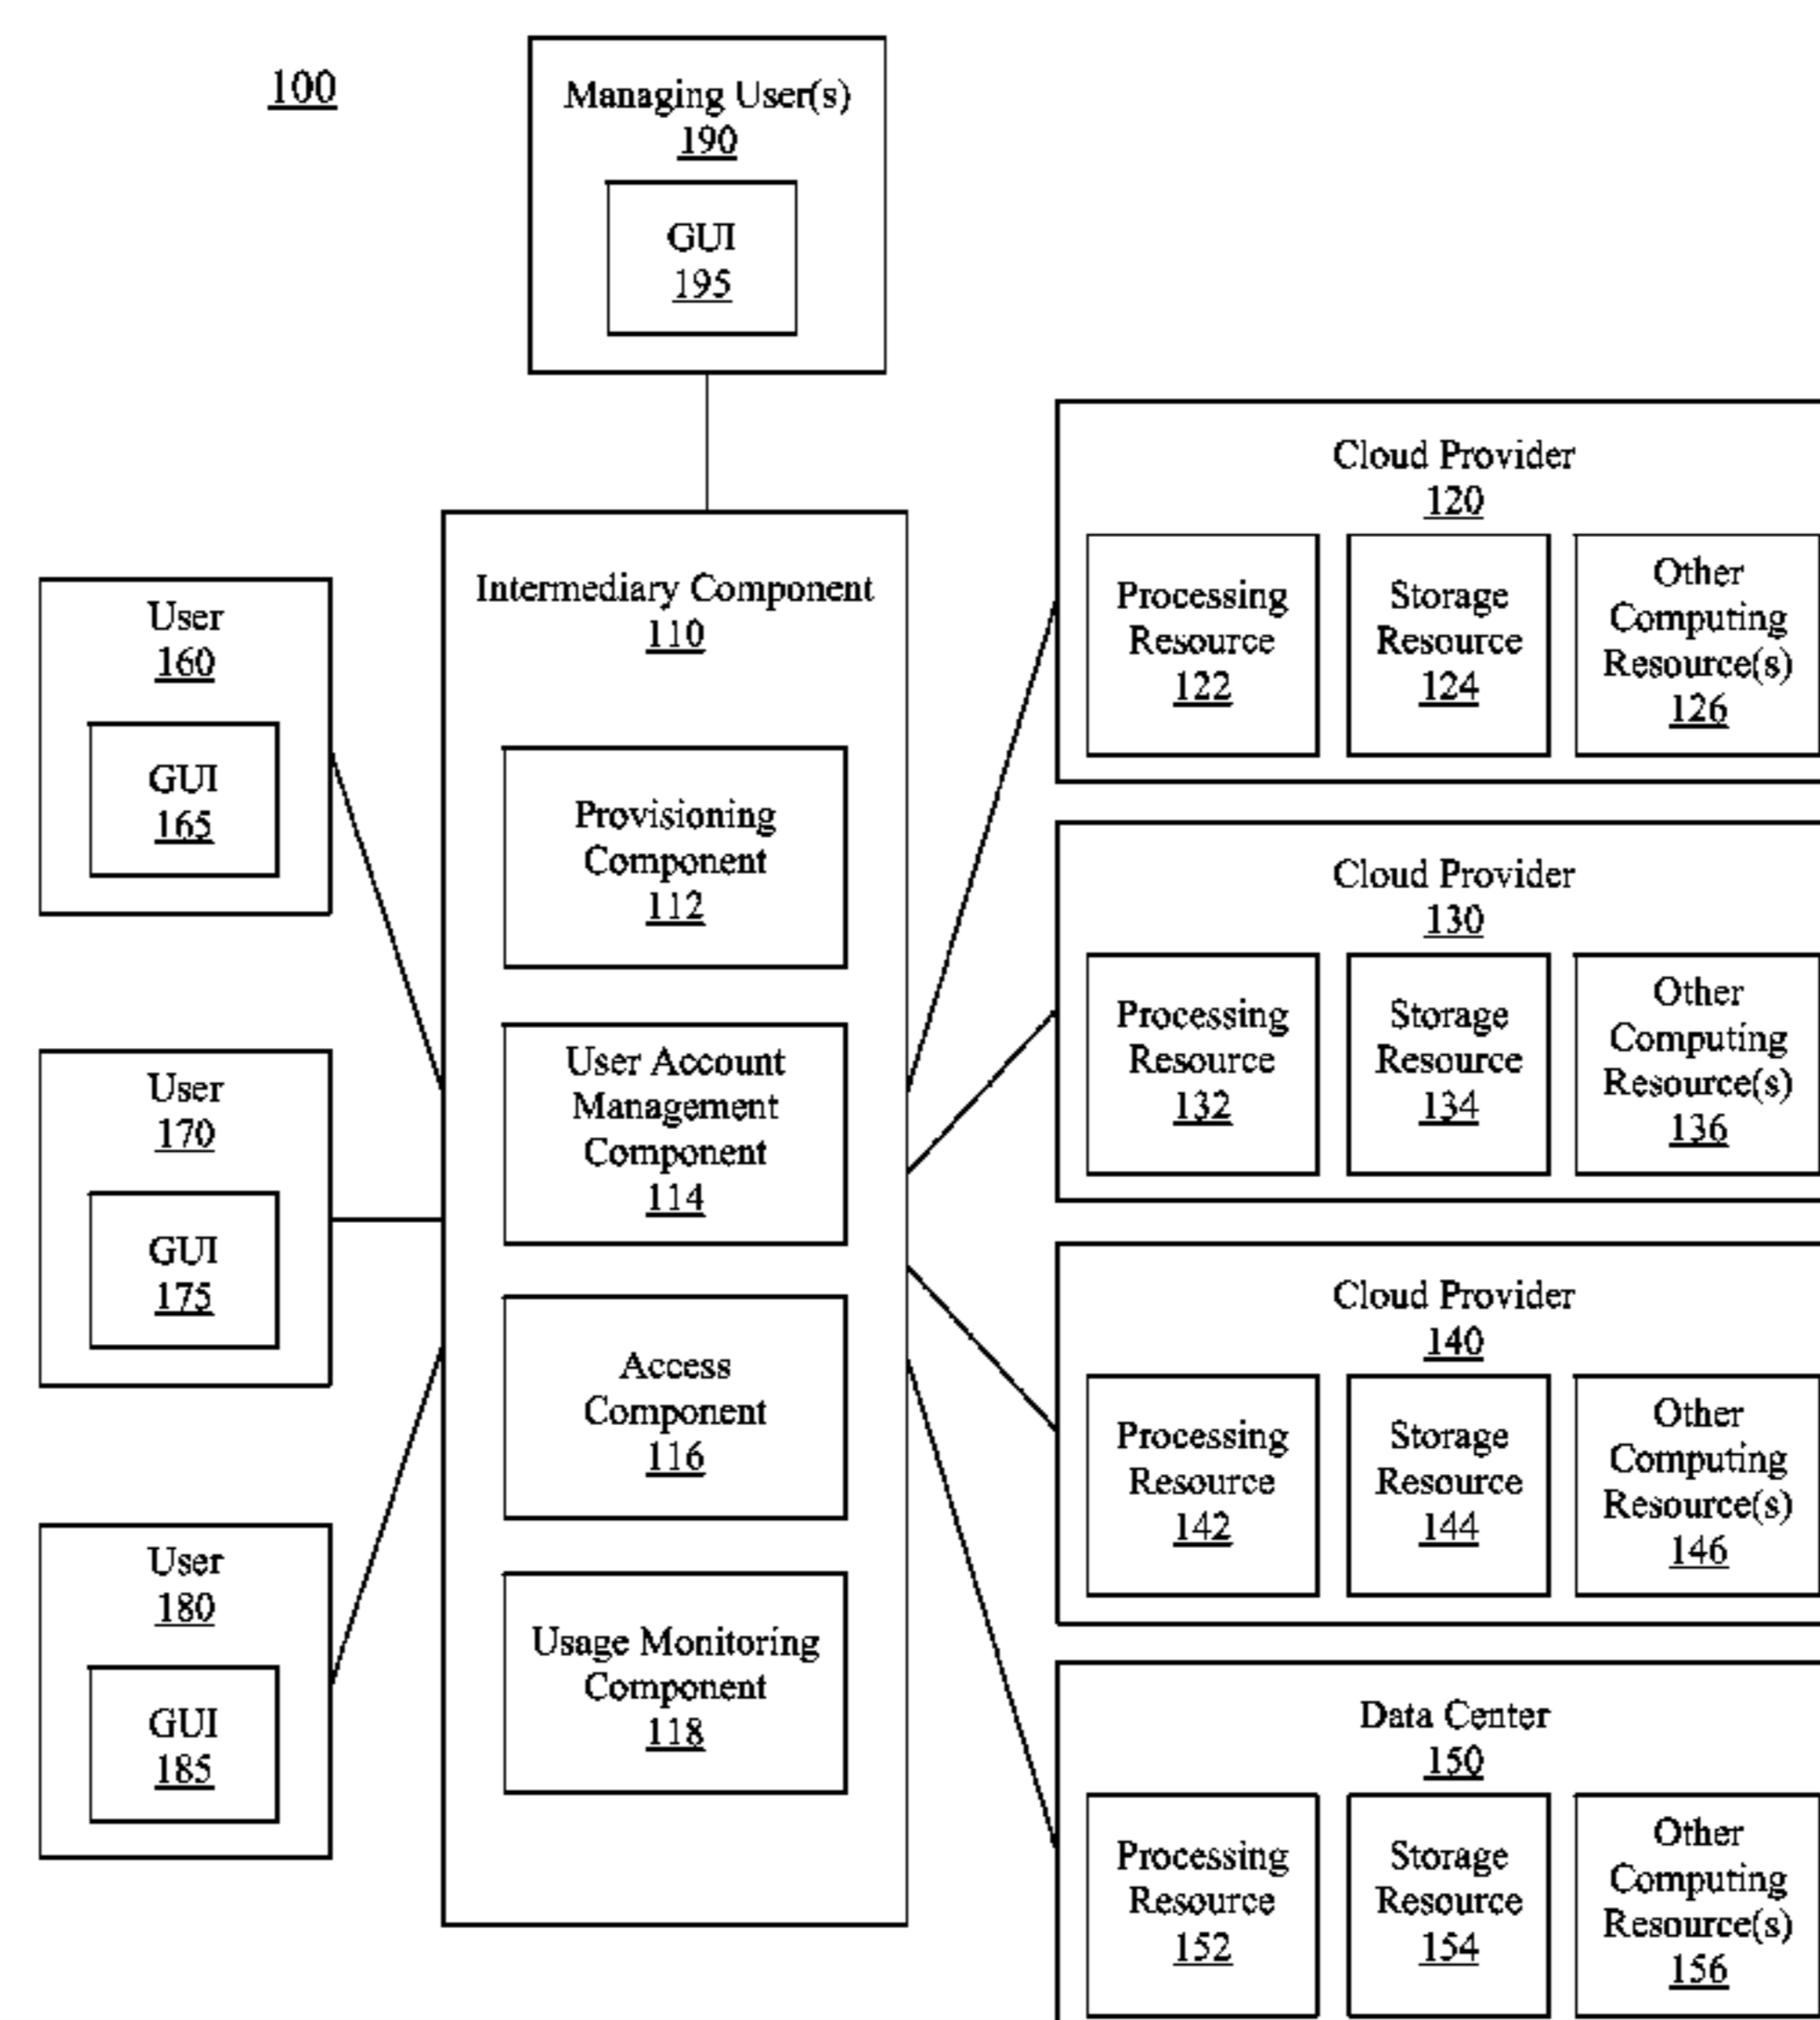 100
Managing User(s)
190
GUI
195
User
160
GUI
165
User
170
GUI
175
User
180
GUI
185
Intermediary Component
110
Provisioning
Component
112
User Account
Management
Component
114
Access
Component
116
Usage Monitoring
Component
118
Cloud Provider
120
Processing
Resource
122
Storage
Resource
124
Other
Computing
Resource(s)
126
Cloud Provider
130
Processing
Resource
132
Storage
Resource
134
Other
Computing
Resource(s)
136
Cloud Provider
140
Processing
Resource
142
Storage
Resource
144
Other
Computing
Resource(s)
146
Data Center
150
Processing
Resource
152
Storage
Resource
154
Other
Computing
Resource(s)
156